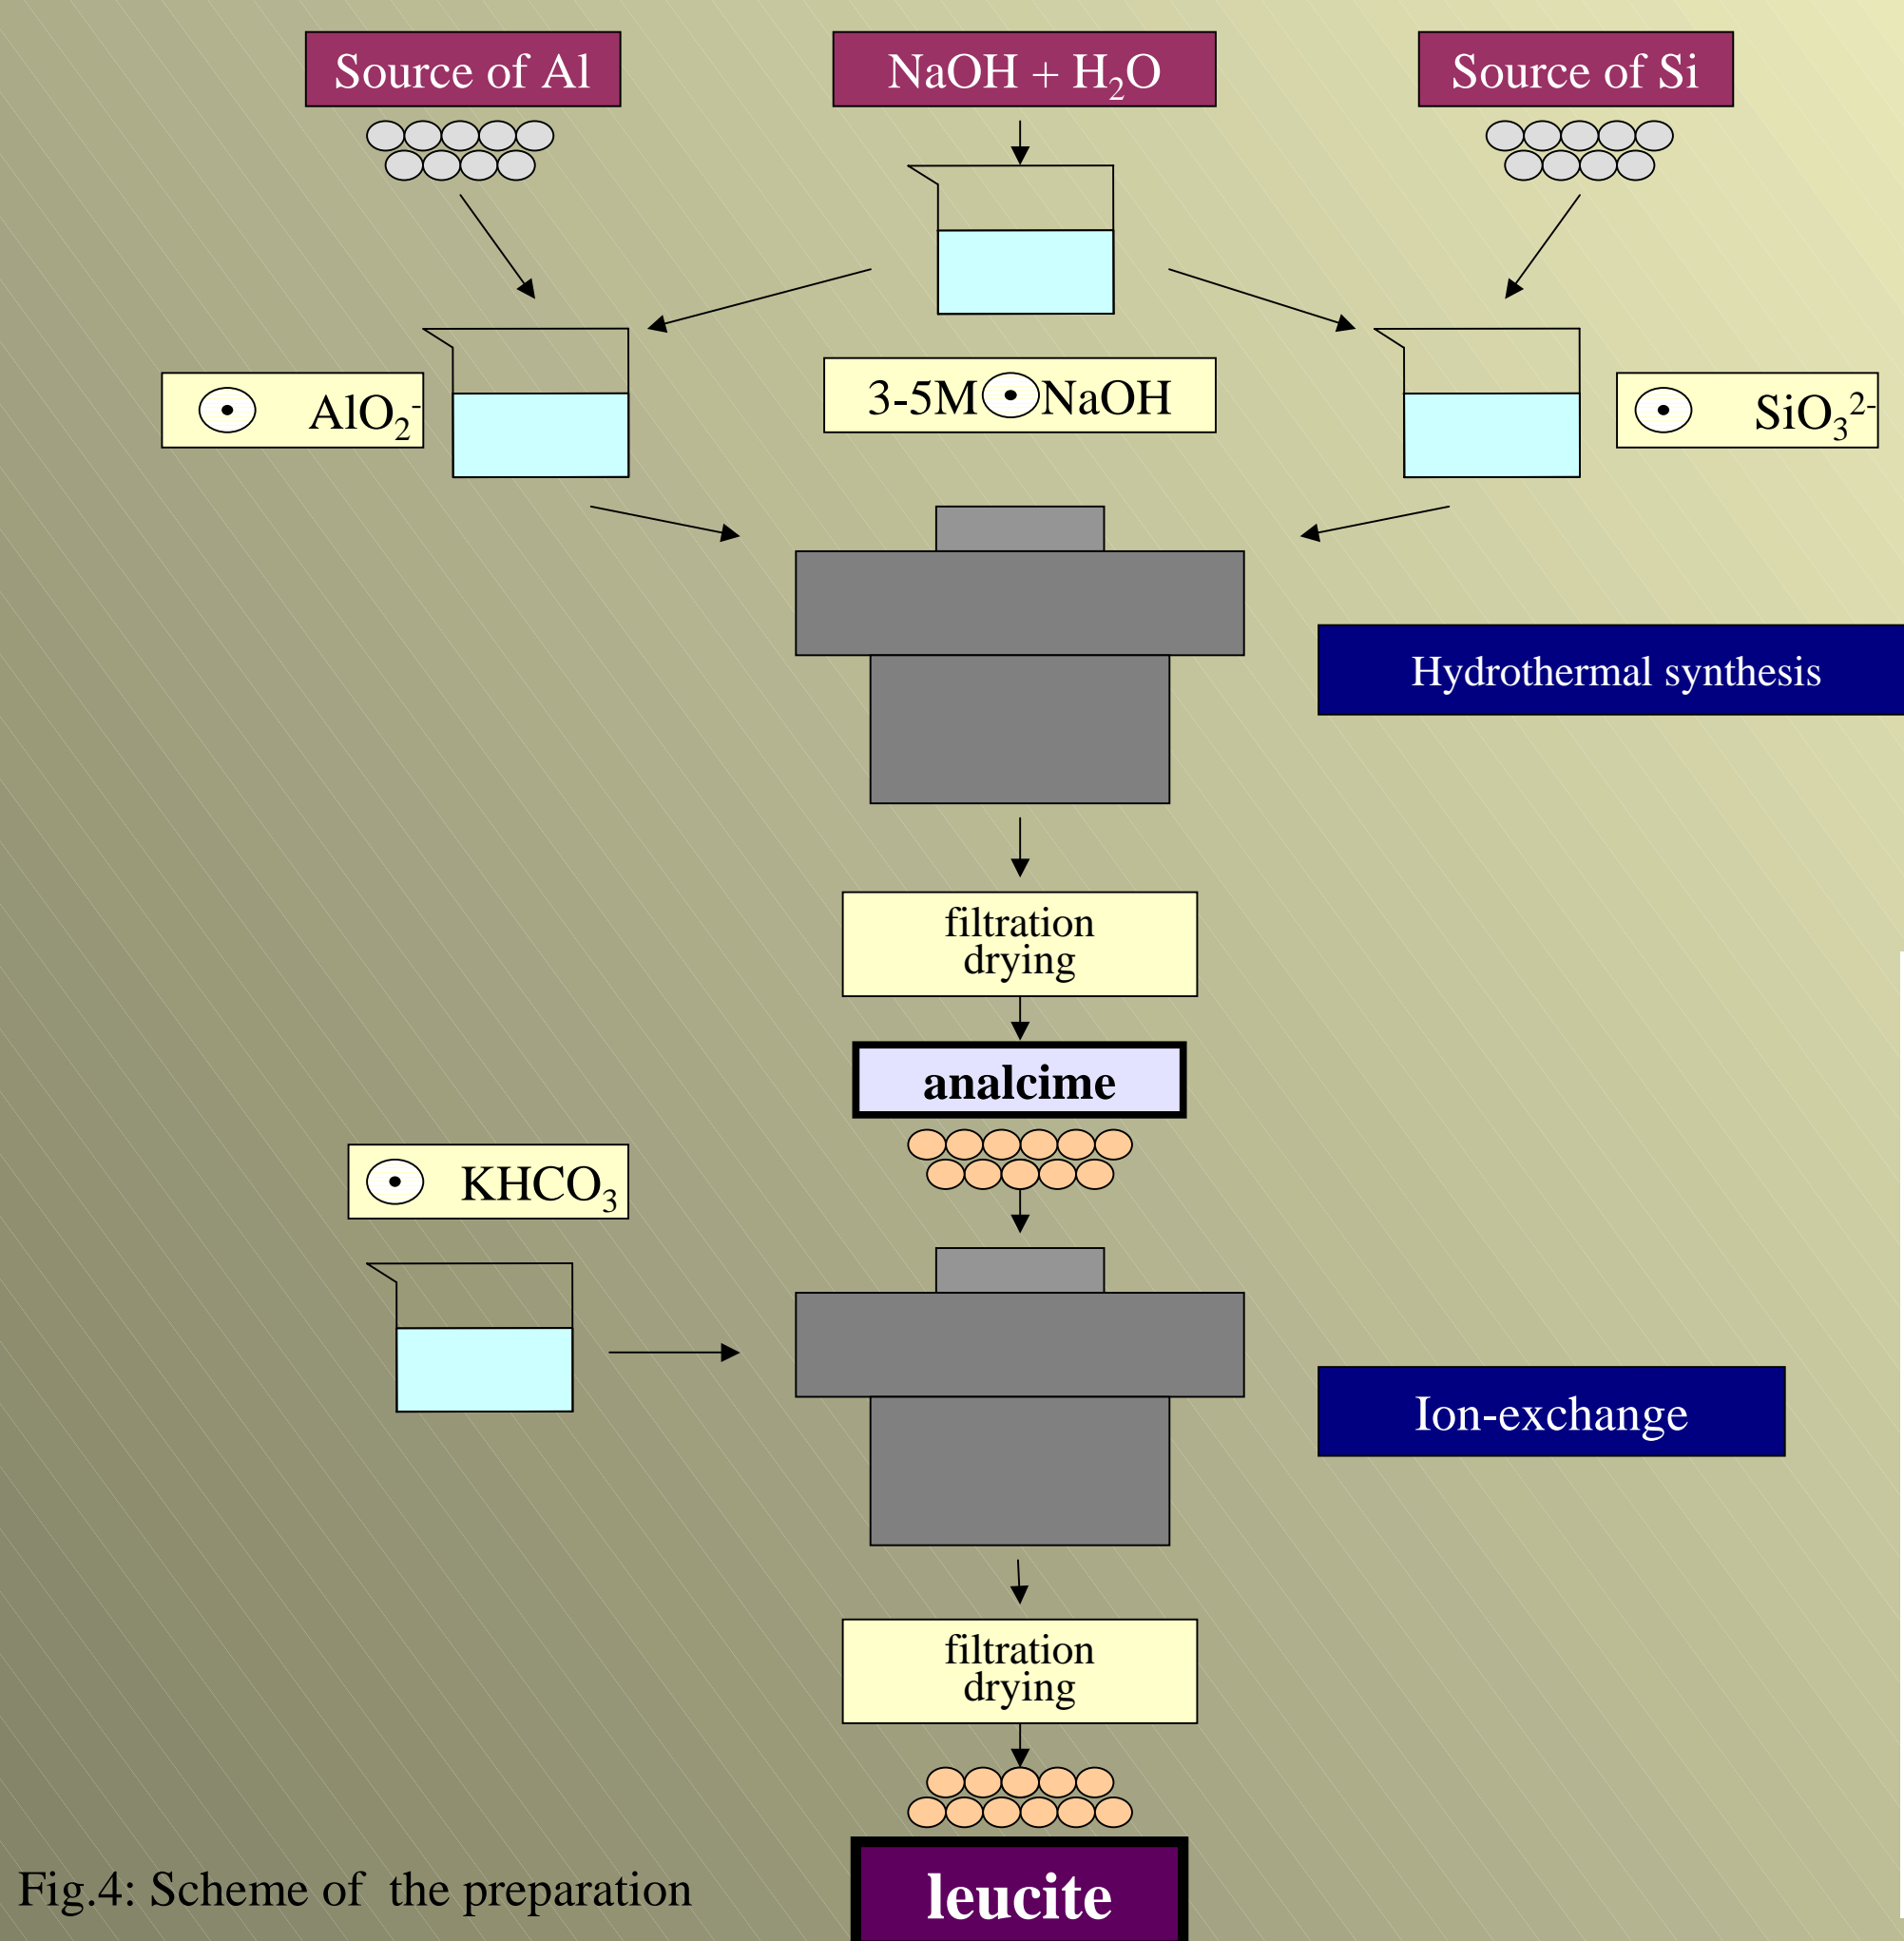 Source of Al
NaOH + H₂O
Source of Si
AlO₂⁻
3-5M NaOH
SiO₃²⁻
Hydrothermal synthesis
filtration
drying
analcime
KHCO₃
Ion-exchange
filtration
drying
leucite
Fig.4: Scheme of  the preparation